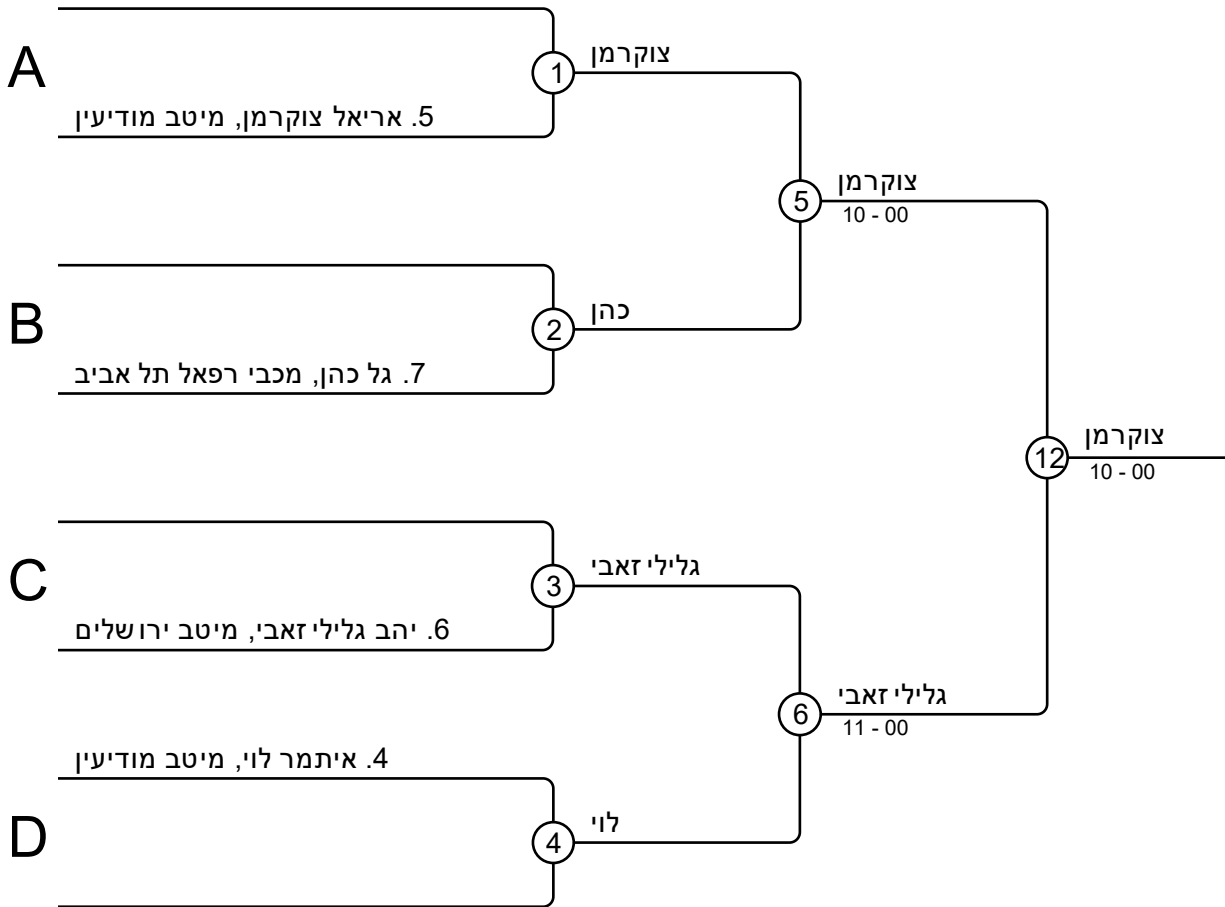 A
צוקרמן
1
5. אריאל צוקרמן, מיטב מודיעין
צוקרמן
5
10 - 00
B
כהן
2
7. גל כהן, מכבי רפאל תל אביב
צוקרמן
12
10 - 00
C
גלילי זאבי
3
6. יהב גלילי זאבי, מיטב ירושלים
גלילי זאבי
6
11 - 00
4. איתמר לוי, מיטב מודיעין
D
לוי
4